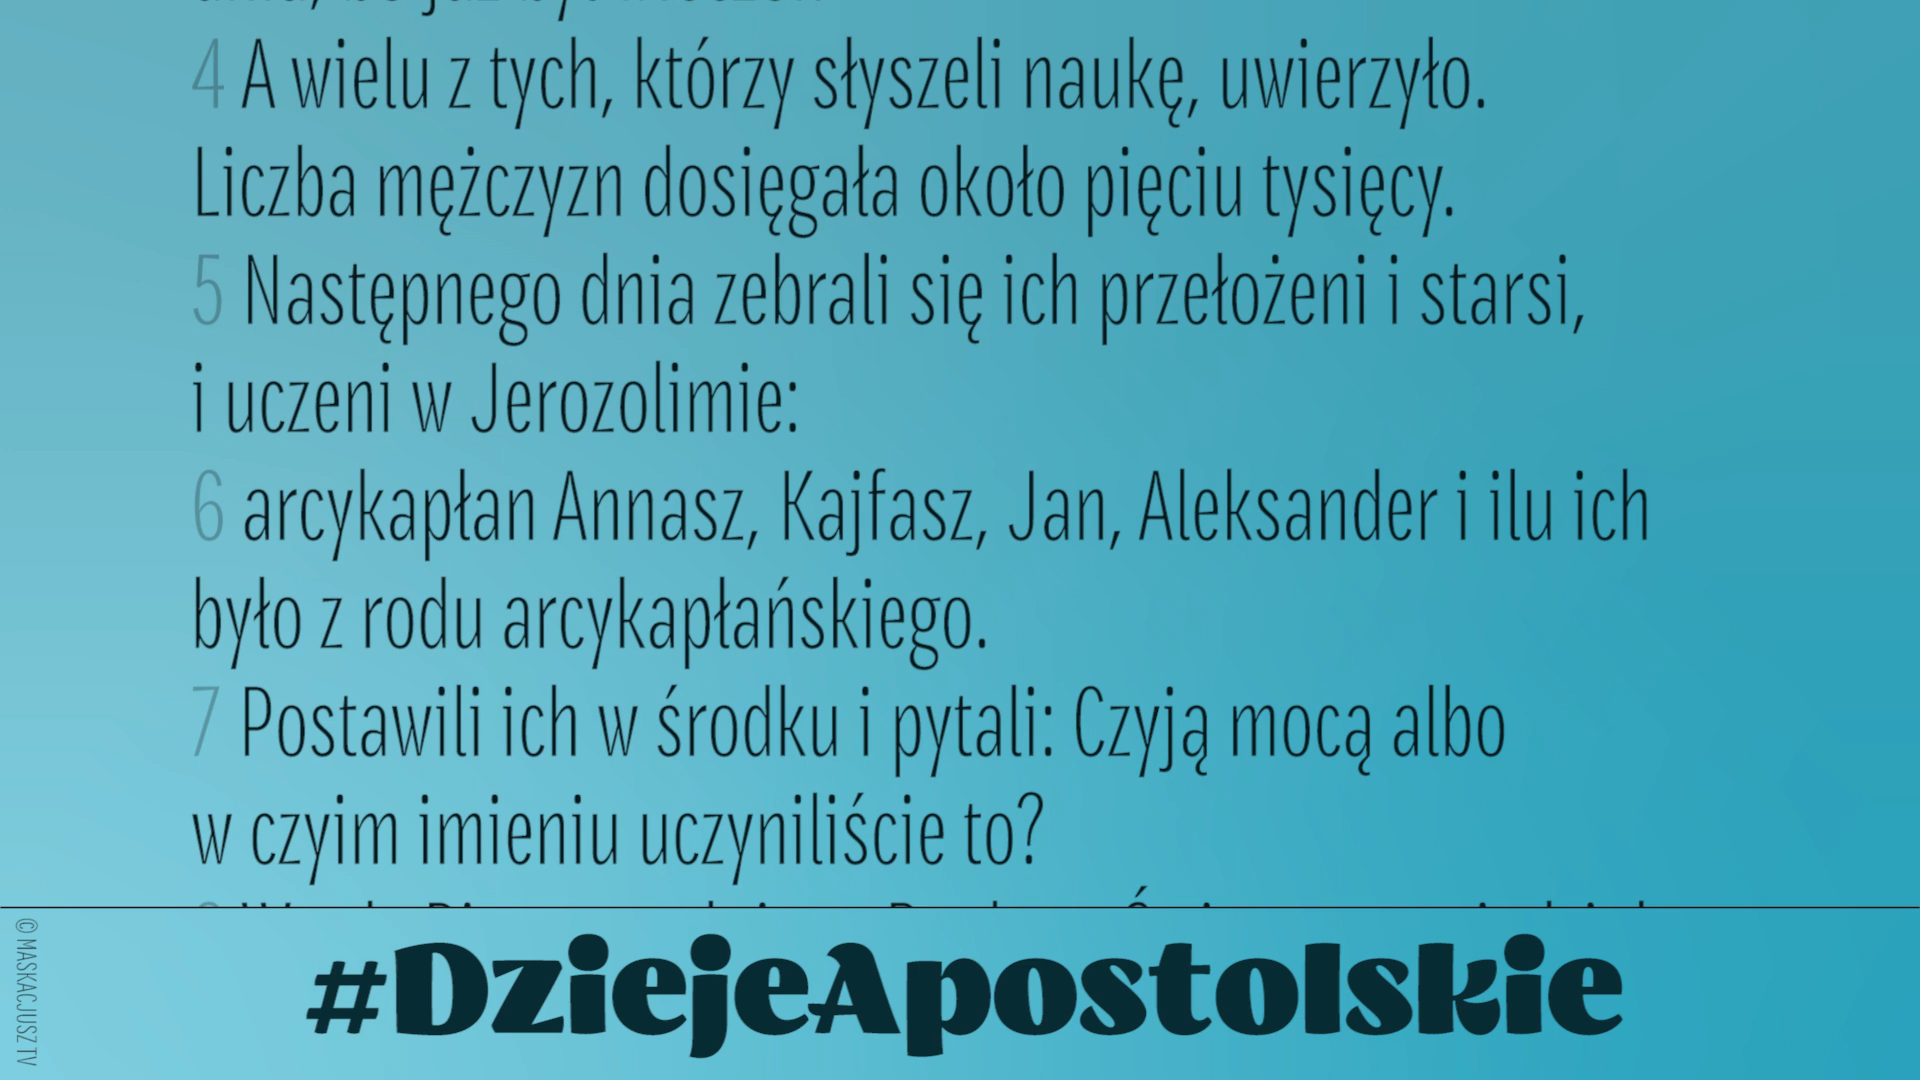 4 A wielu z tych, którzy słyszeli naukę, uwierzyło.
Liczba mężczyzn dosięgała około pięciu tysięcy.
5 Następnego dnia zebrali się ich przełożeni i starsi,
i uczeni w Jerozolimie:
6 arcykapłan Annasz, Kajfasz, Jan, Aleksander i ilu ich
było z rodu arcykapłańskiego.
7 Postawili ich w środku i pytali: Czyją mocą albo
w czyim imieniu uczyniliście to?
#DziejeApostolskie
© MASKACJUSZ TV